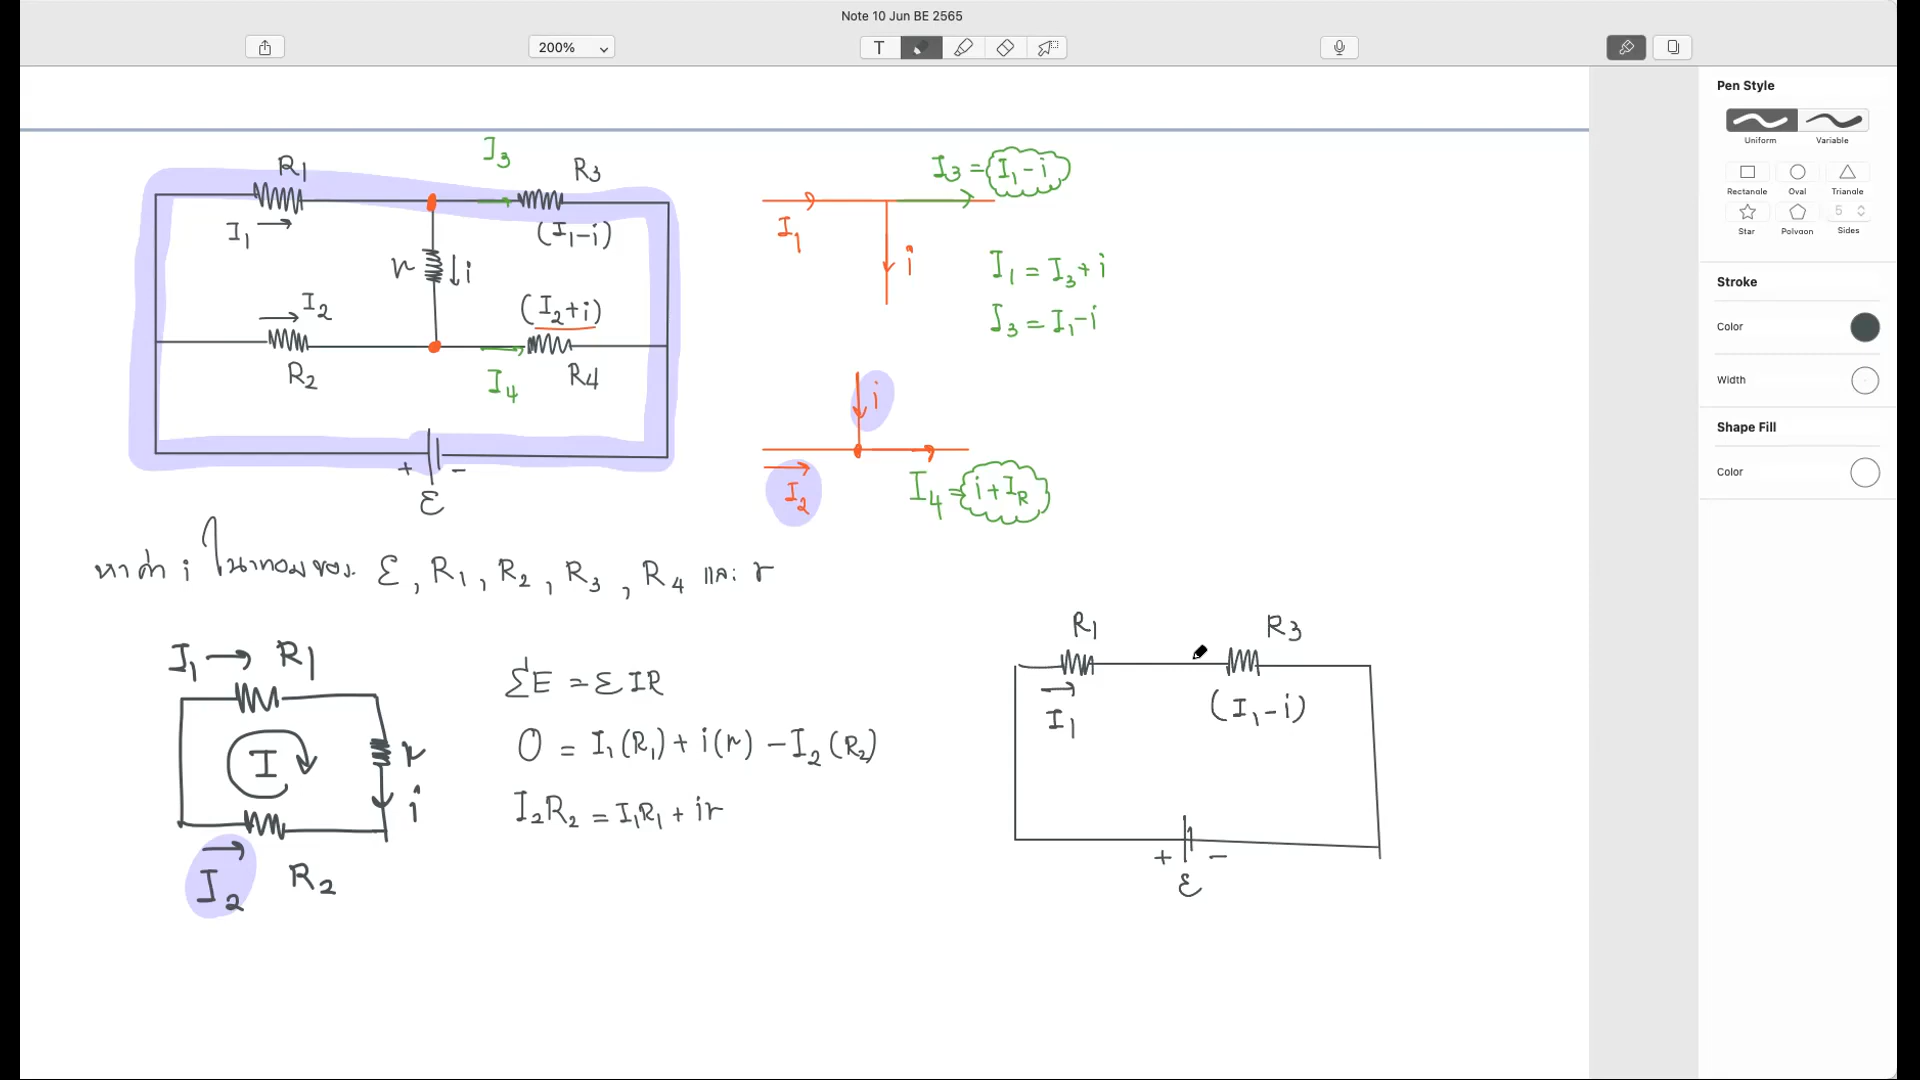 Note 10 Jun BE 2565
200%
T
Pen Style
Uniform
Variable
Rectangle
Oval
Triangle
Star
Polygon
5
Sides
Stroke
Color
Width
Shape Fill
Color
R₁
I₃
R₃
I₁
(I₁-i)
r
i
I₂
(I₂+i)
R₂
I₄
R₄
+ -
ε
I₃ = I₁-i
I₁
i
I₁ = I₃+i
I₃ = I₁-i
i
I₂
I₄ = i+I_R
หาค่า i ในเทอมของ ε, R₁, R₂, R₃, R₄ และ r
I₁ → R₁
I
r
i
I₂
R₂
ΣE = ΣIR
0 = I₁(R₁) + i(r) - I₂(R₂)
I₂R₂ = I₁R₁ + ir
R₁
R₃
I₁
(I₁-i)
+ -
ε